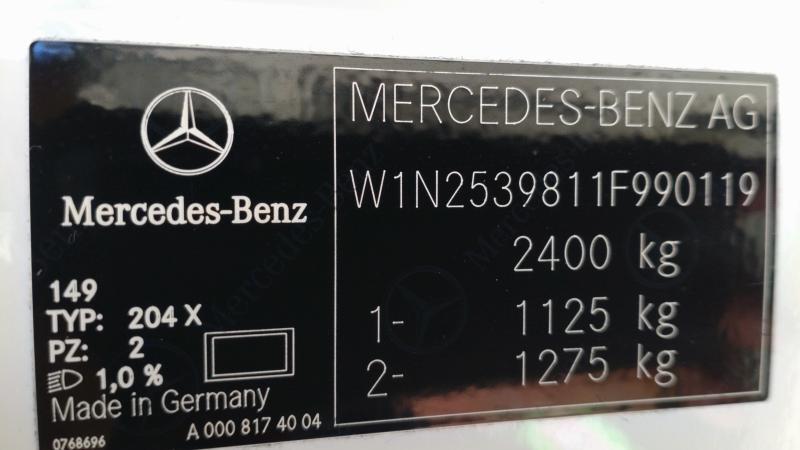 Mercedes-Benz
149
TYP: 204 X
PZ: 2
1,0 %
Made in Germany
0768696
A 000 817 40 04
MERCEDES-BENZ AG
W1N2539811F990119
2400 kg
1- 1125 kg
2- 1275 kg